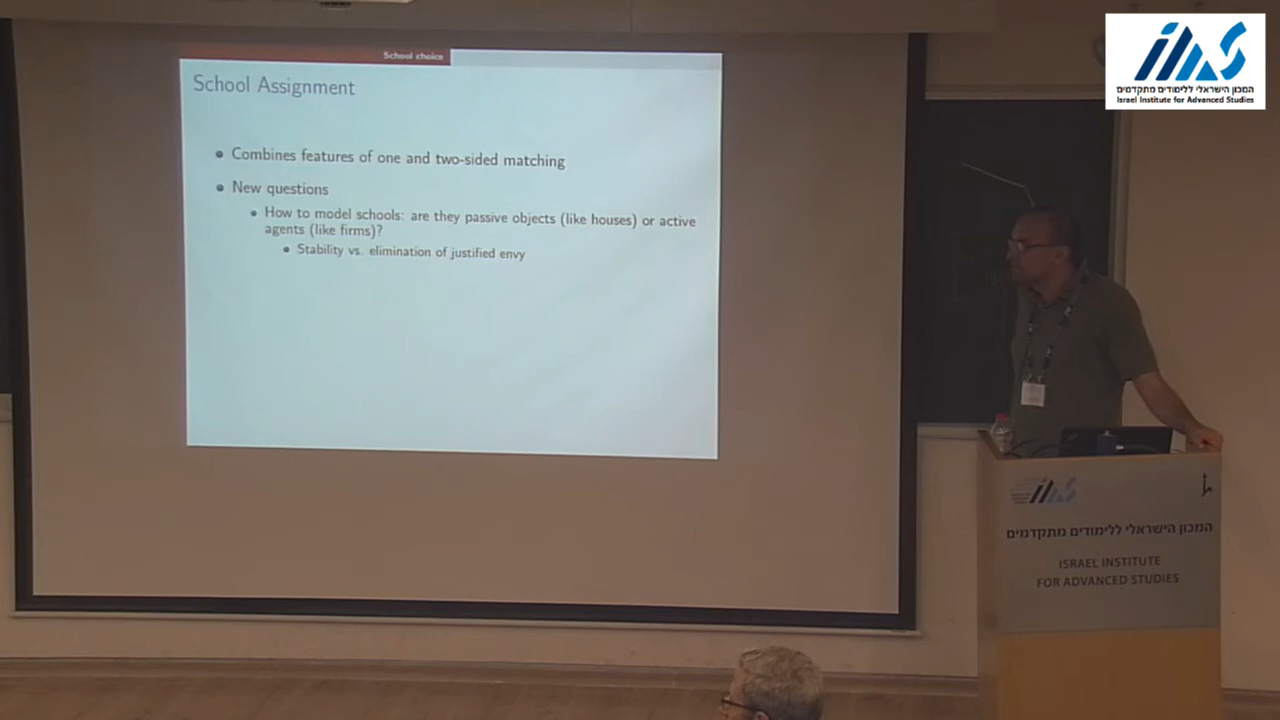 School choice
School Assignment
Combines features of one and two-sided matching
New questions
How to model schools: are they passive objects (like houses) or active
agents (like firms)?
Stability vs. elimination of justified envy
המכון הישראלי ללימודים מתקדמים
Israel Institute for Advanced Studies
המכון הישראלי ללימודים מתקדמים
ISRAEL INSTITUTE
FOR ADVANCED STUDIES